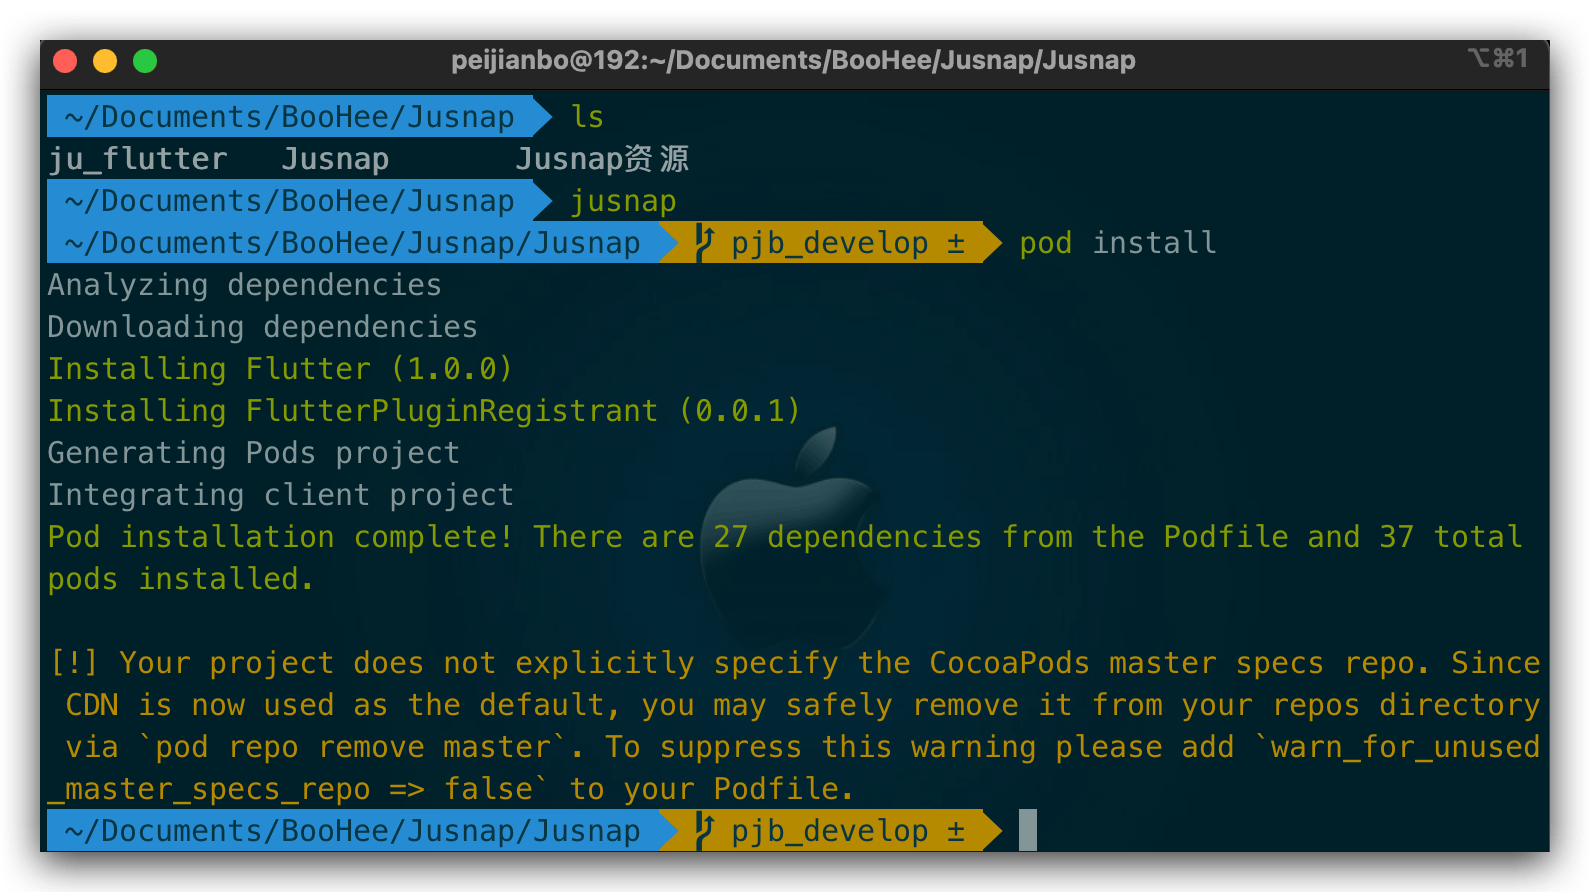 peijianbo@192:~/Documents/BooHee/Jusnap/Jusnap ⌥⌘1
~/Documents/BooHee/Jusnap ls
ju_flutter Jusnap Jusnap资源
~/Documents/BooHee/Jusnap jusnap
~/Documents/BooHee/Jusnap/Jusnap pjb_develop ± pod install
Analyzing dependencies
Downloading dependencies
Installing Flutter (1.0.0)
Installing FlutterPluginRegistrant (0.0.1)
Generating Pods project
Integrating client project
Pod installation complete! There are 27 dependencies from the Podfile and 37 total
pods installed.
[!] Your project does not explicitly specify the CocoaPods master specs repo. Since
CDN is now used as the default, you may safely remove it from your repos directory
via `pod repo remove master`. To suppress this warning please add `warn_for_unused
_master_specs_repo => false` to your Podfile.
~/Documents/BooHee/Jusnap/Jusnap pjb_develop ±